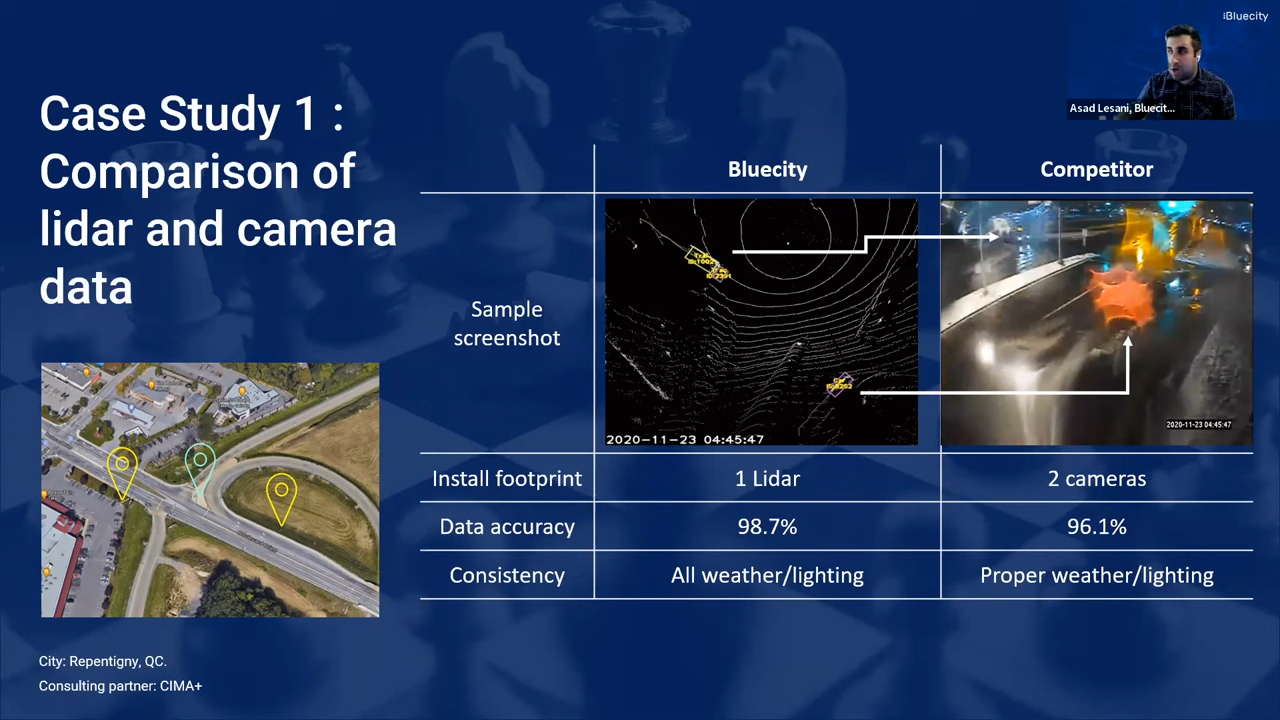 iBluecity
Asad Lesani, Bluecit...
Case Study 1 :
Comparison of
lidar and camera
data
Bluecity
Competitor
Sample
screenshot
2020-11-23 04:45:47
2020-11-23 04:45:47
Install footprint
1 Lidar
2 cameras
Data accuracy
98.7%
96.1%
Consistency
All weather/lighting
Proper weather/lighting
City: Repentigny, QC.
Consulting partner: CIMA+